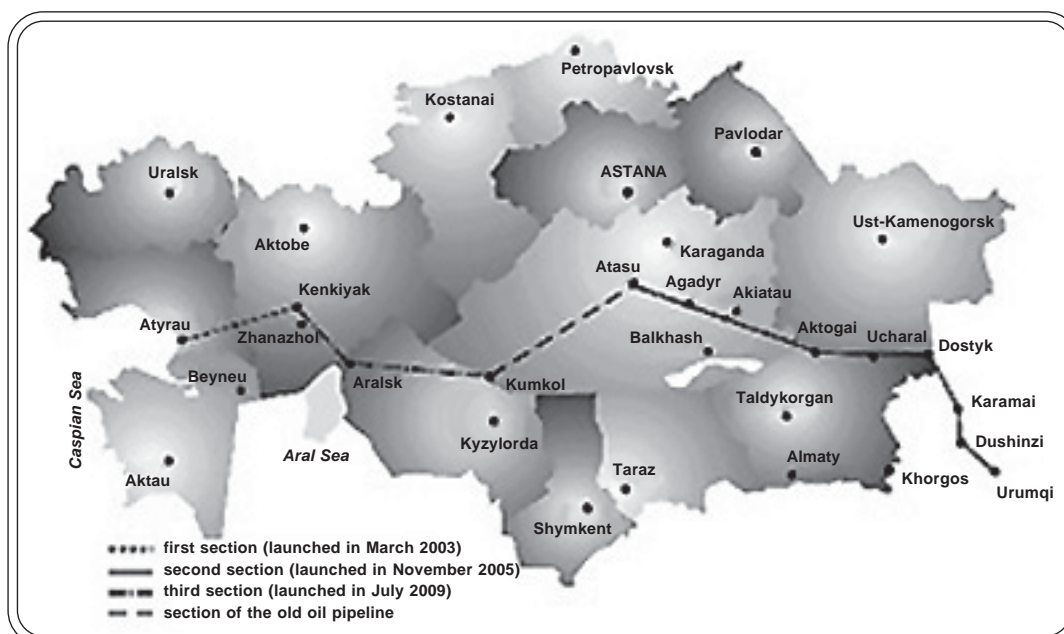 Petropavlovsk
Kostanai
Pavlodar
Uralsk
ASTANA
Ust-Kamenogorsk
Aktobe
Karaganda
Atasu
Agadyr
Kenkiyak
Akiatau
Atyrau
Zhanazhol
Aktogai
Ucharal
Balkhash
Dostyk
Beyneu
Aralsk
Kumkol
Caspian Sea
Taldykorgan
Karamai
Kyzylorda
Dushinzi
Aral Sea
Almaty
Aktau
Taraz
Khorgos
Urumqi
Shymkent
first section (launched in March 2003)
second section (launched in November 2005)
third section (launched in July 2009)
section of the old oil pipeline